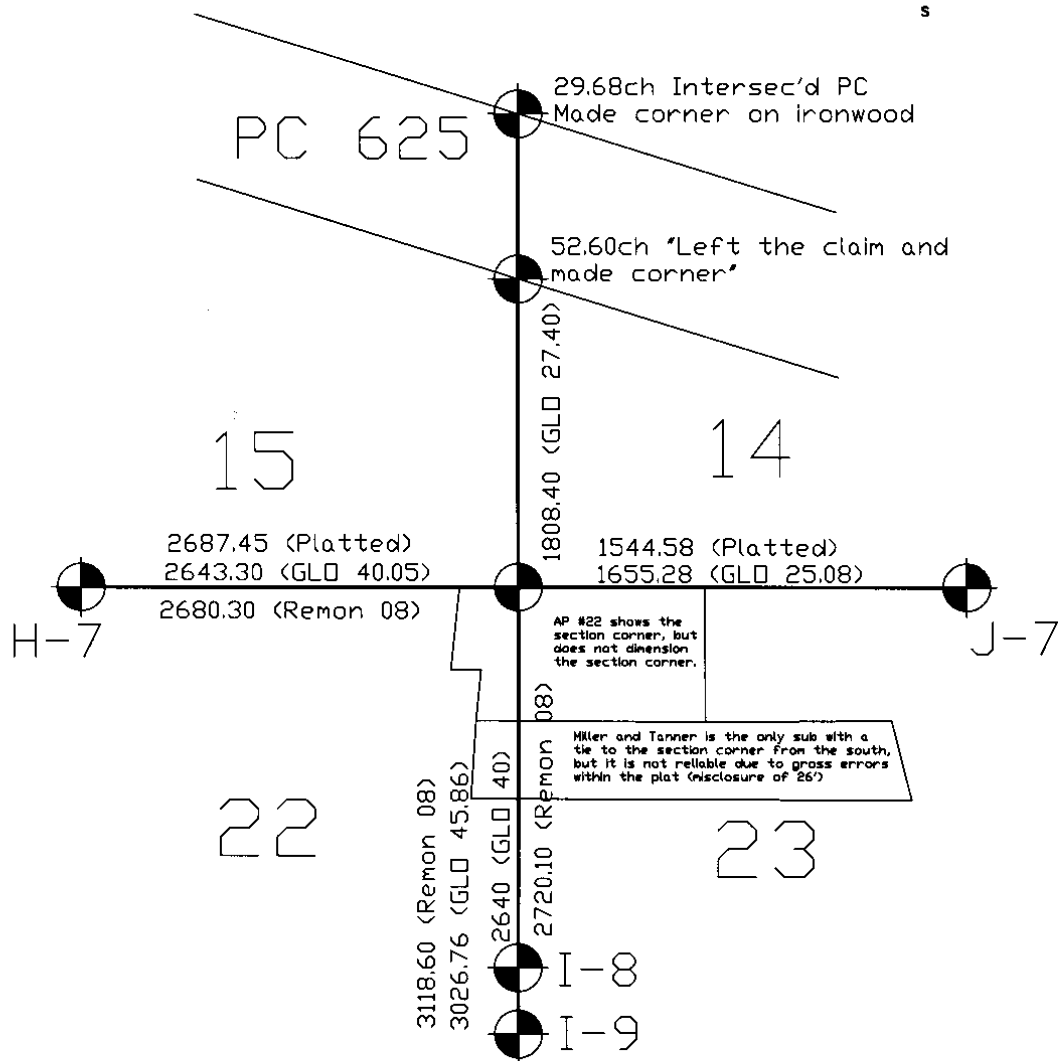 s
29.68ch Intersec'd PC
Made corner on ironwood
PC 625
52.60ch "Left the claim and
made corner"
1808.40 (GLO 27.40)
15
14
2687.45 (Platted)
2643.30 (GLO 40.05)
2680.30 (Remon 08)
1544.58 (Platted)
1655.28 (GLO 25.08)
H-7
J-7
AP #22 shows the
section corner, but
does not dimension
the section corner.
Miller and Tanner is the only sub with a
tie to the section corner from the south,
but it is not reliable due to gross errors
within the plat (misclosure of 26')
22
23
3118.60 (Remon 08)
3026.76 (GLO 45.86)
2640 (GLO 40)
2720.10 (Remon 08)
I-8
I-9